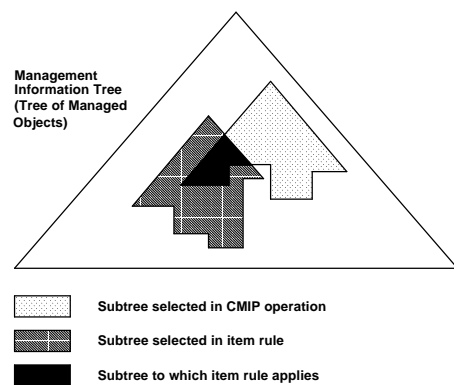 Management
Information Tree
(Tree of Managed
Objects)
Subtree selected in CMIP operation
Subtree selected in item rule
Subtree to which item rule applies